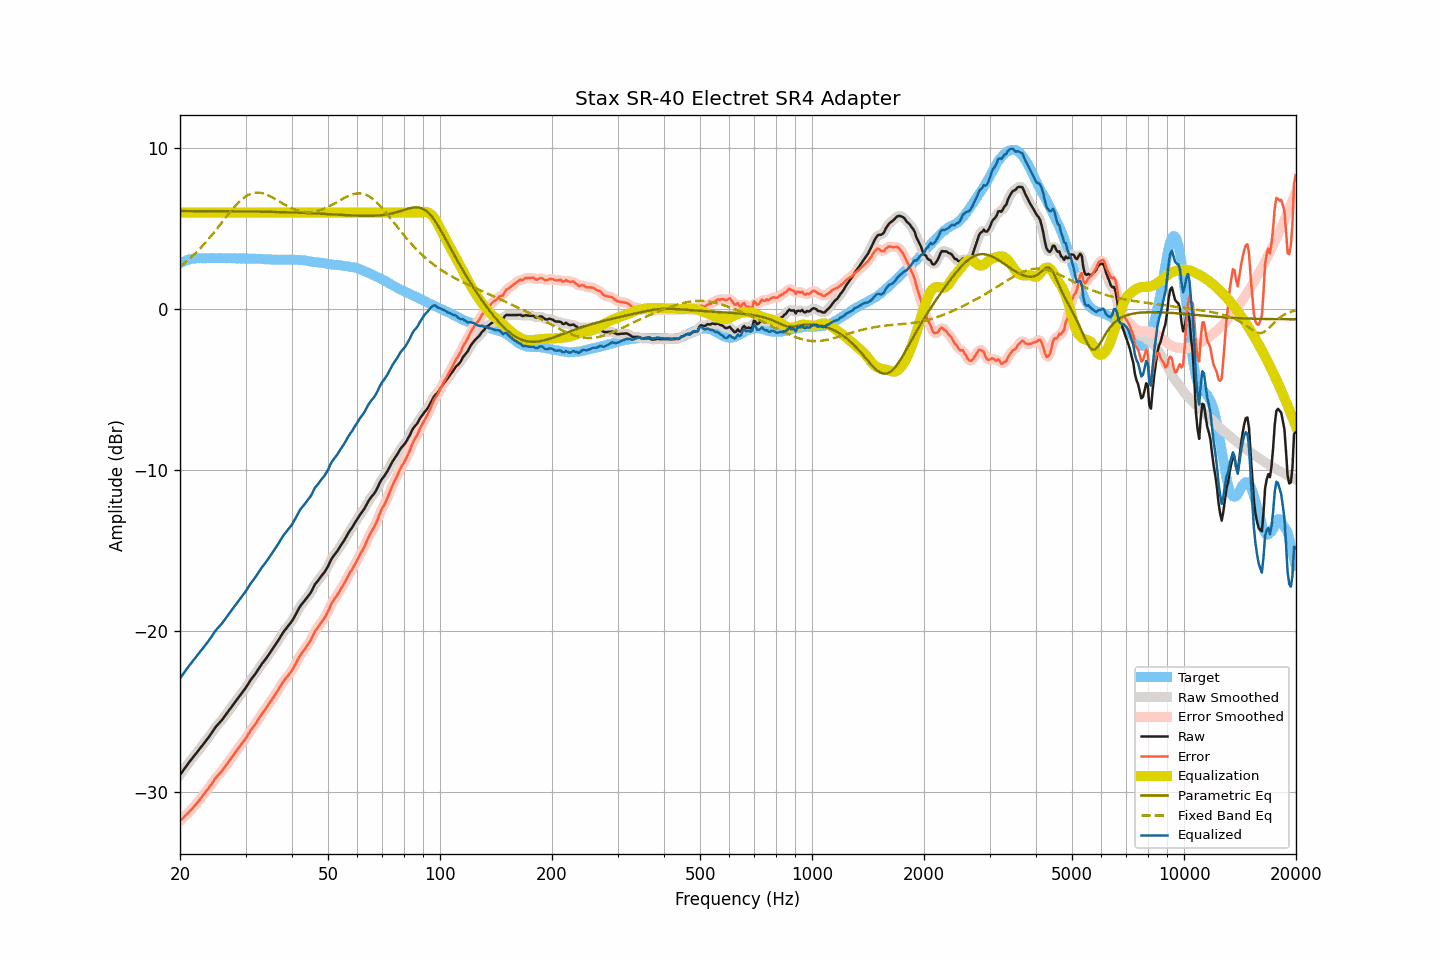 Stax SR-40 Electret SR4 Adapter
Amplitude (dBr)
10
0
−10
−20
−30
20
50
100
200
500
1000
2000
5000
10000
20000
Frequency (Hz)
Target
Raw Smoothed
Error Smoothed
Raw
Error
Equalization
Parametric Eq
Fixed Band Eq
Equalized